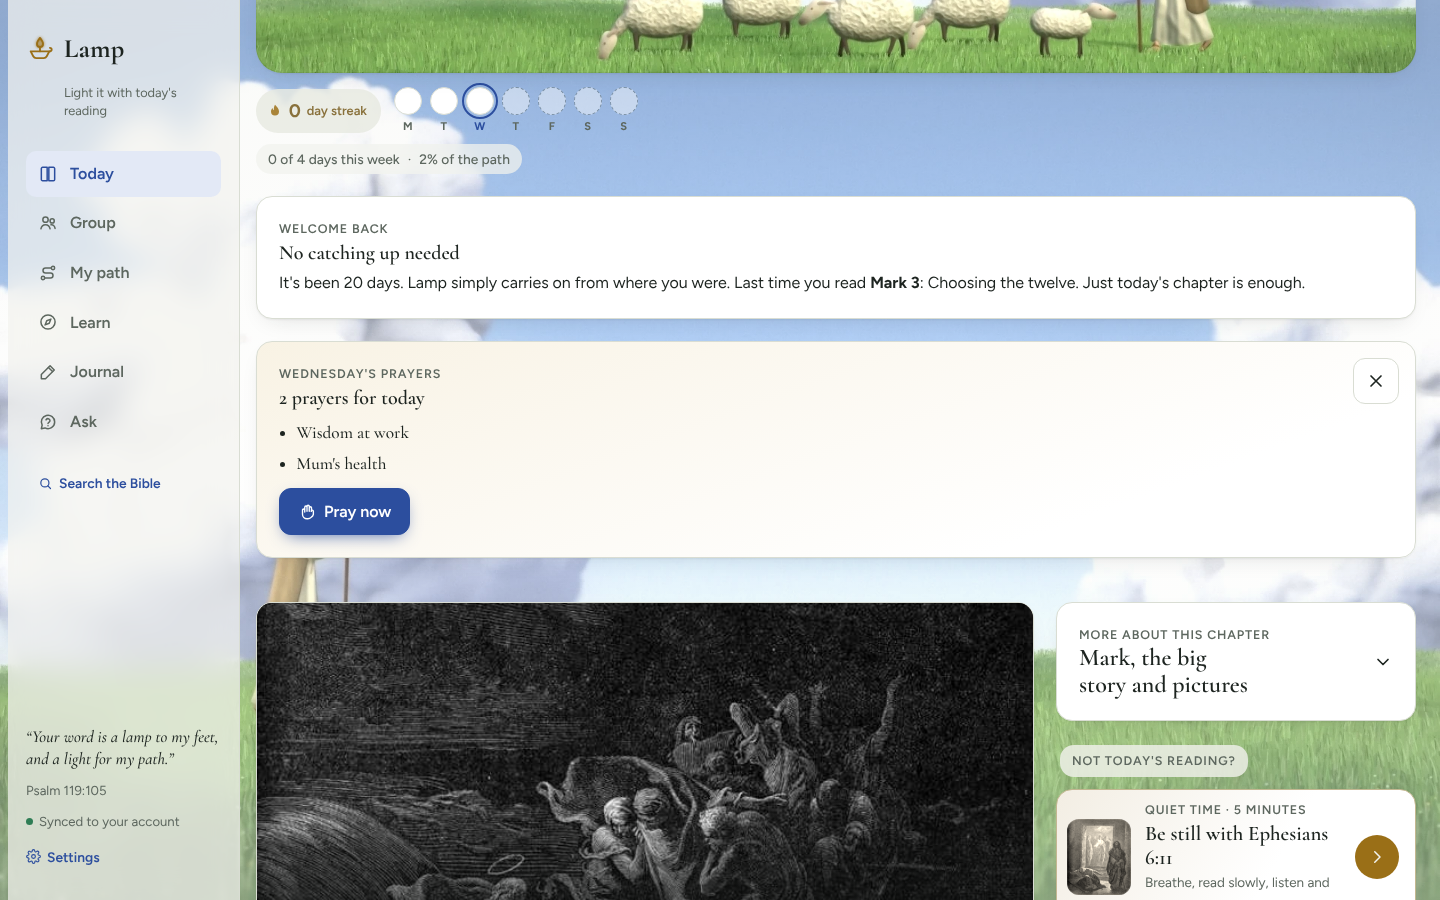 Lamp
Light it with today's
reading
Today
Group
My path
Learn
Journal
Ask
Search the Bible
“Your word is a lamp to my feet,
and a light for my path.”
Psalm 119:105
Synced to your account
Settings
0 day streak
M T W T F S S
0 of 4 days this week · 2% of the path
WELCOME BACK
No catching up needed
It's been 20 days. Lamp simply carries on from where you were. Last time you read Mark 3: Choosing the twelve. Just today's chapter is enough.
WEDNESDAY'S PRAYERS
2 prayers for today
• Wisdom at work
• Mum's health
Pray now
MORE ABOUT THIS CHAPTER
Mark, the big
story and pictures
NOT TODAY'S READING?
QUIET TIME · 5 MINUTES
Be still with Ephesians
6:11
Breathe, read slowly, listen and